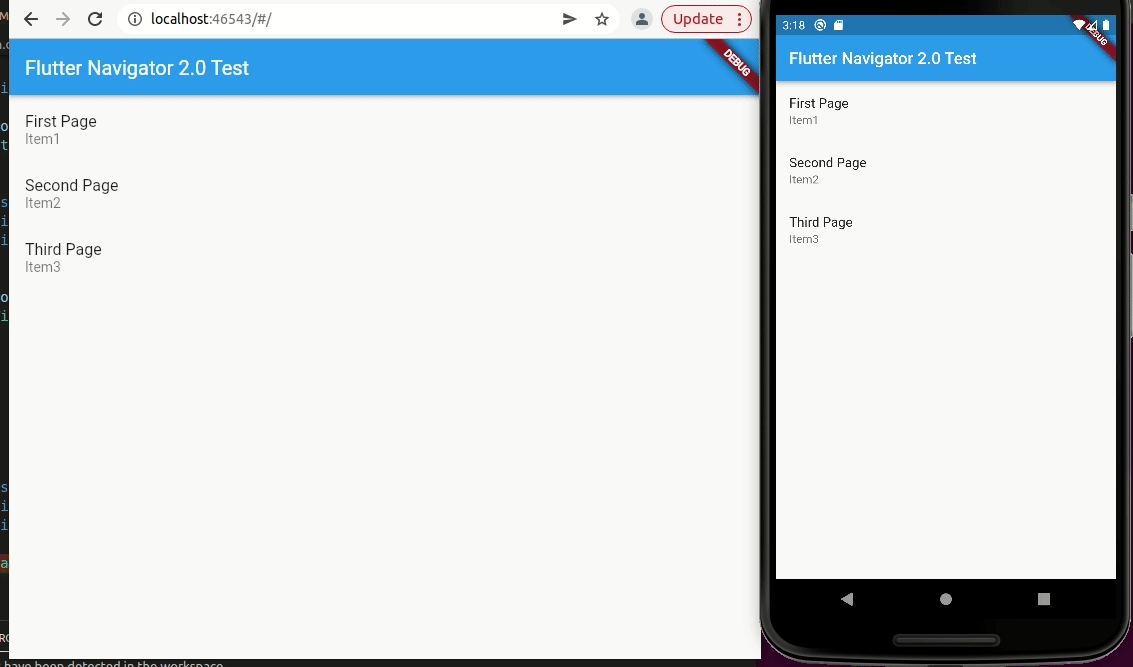 localhost:46543/#/
Update
Flutter Navigator 2.0 Test
DEBUG
First Page
Item1
Second Page
Item2
Third Page
Item3
have been detected in the workspace
3:18
DEBUG
Flutter Navigator 2.0 Test
First Page
Item1
Second Page
Item2
Third Page
Item3